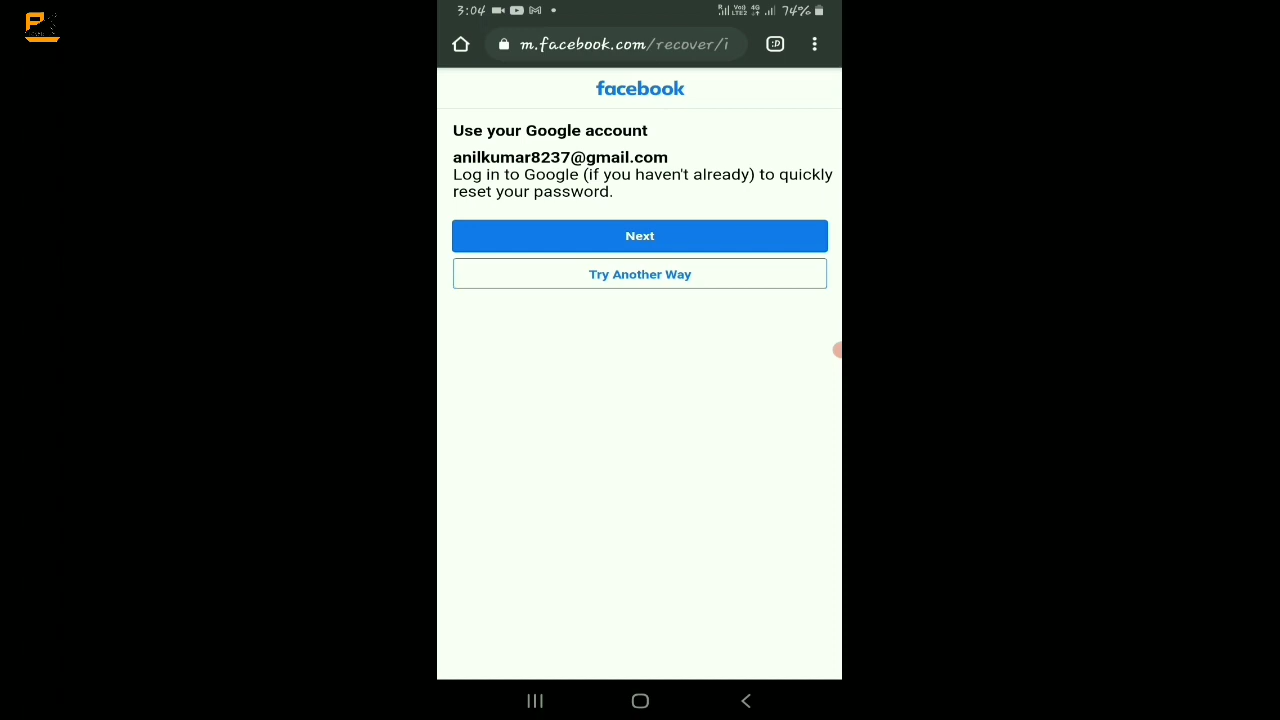 3:04 74%
m.facebook.com/recover/i :D
facebook
Use your Google account
anilkumar8237@gmail.com
Log in to Google (if you haven't already) to quickly
reset your password.
Next
Try Another Way